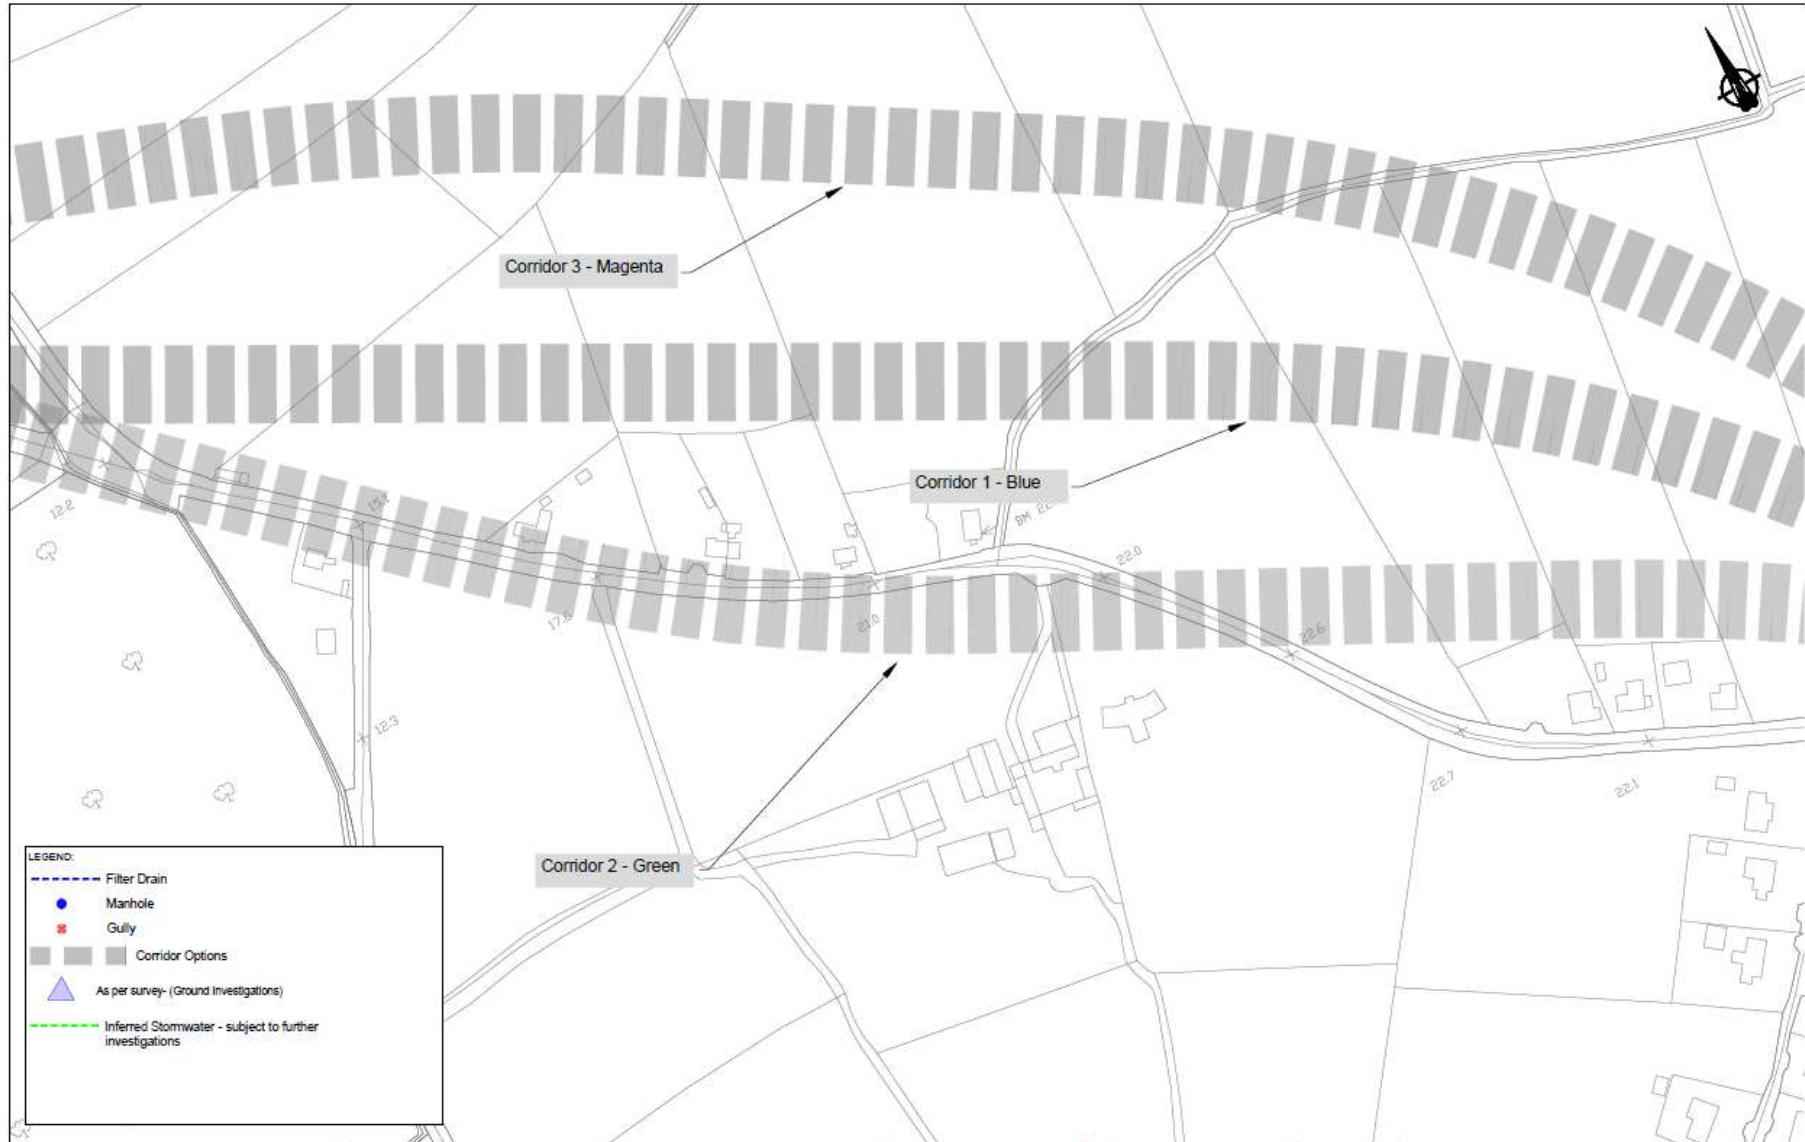 Corridor 3 - Magenta
Corridor 1 - Blue
BM 22.
12.2
15.1
22.0
17.6
21.0
22.6
12.3
22.7
22.1
Corridor 2 - Green
LEGEND:
Filter Drain
Manhole
Gully
Corridor Options
As per survey- (Ground Investigations)
Inferred Stormwater - subject to further
investigations